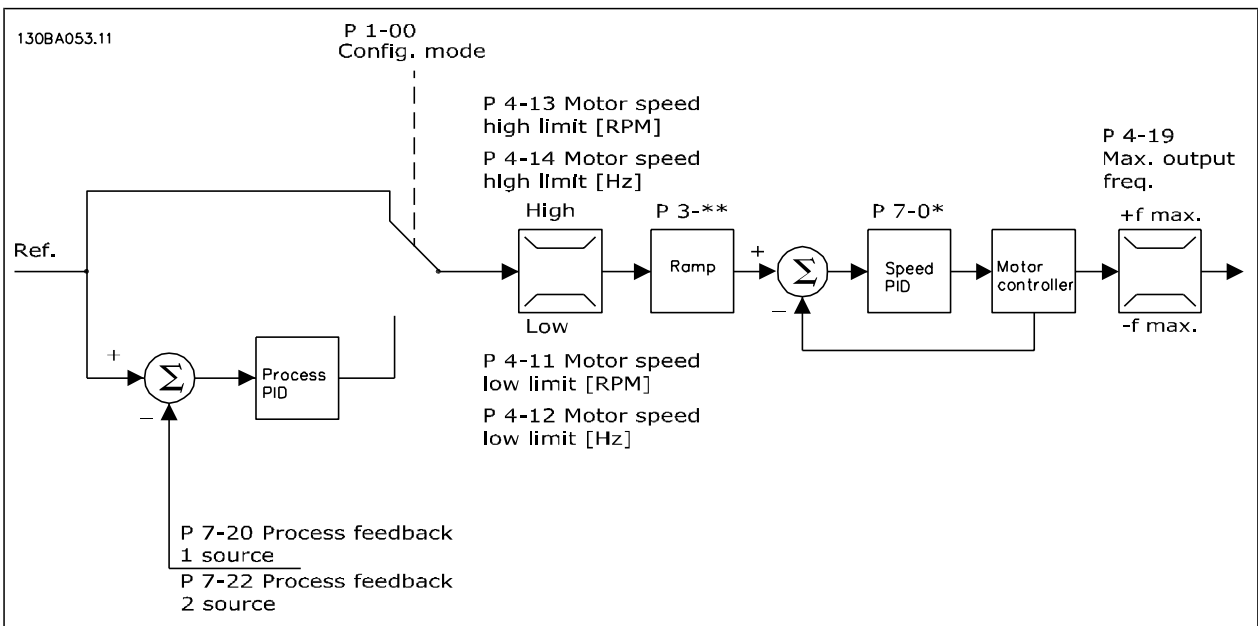 130BA053.11
P 1-00
Config. mode
P 4-13 Motor speed
high limit [RPM]
P 4-14 Motor speed
high limit [Hz]
P 4-19
Max. output
freq.
High
P 3-**
P 7-0*
+f max.
Ref.
Ramp
+
Σ
−
Speed
PID
Motor
controller
Low
-f max.
+
Σ
−
Process
PID
P 4-11 Motor speed
low limit [RPM]
P 4-12 Motor speed
low limit [Hz]
P 7-20 Process feedback
1 source
P 7-22 Process feedback
2 source